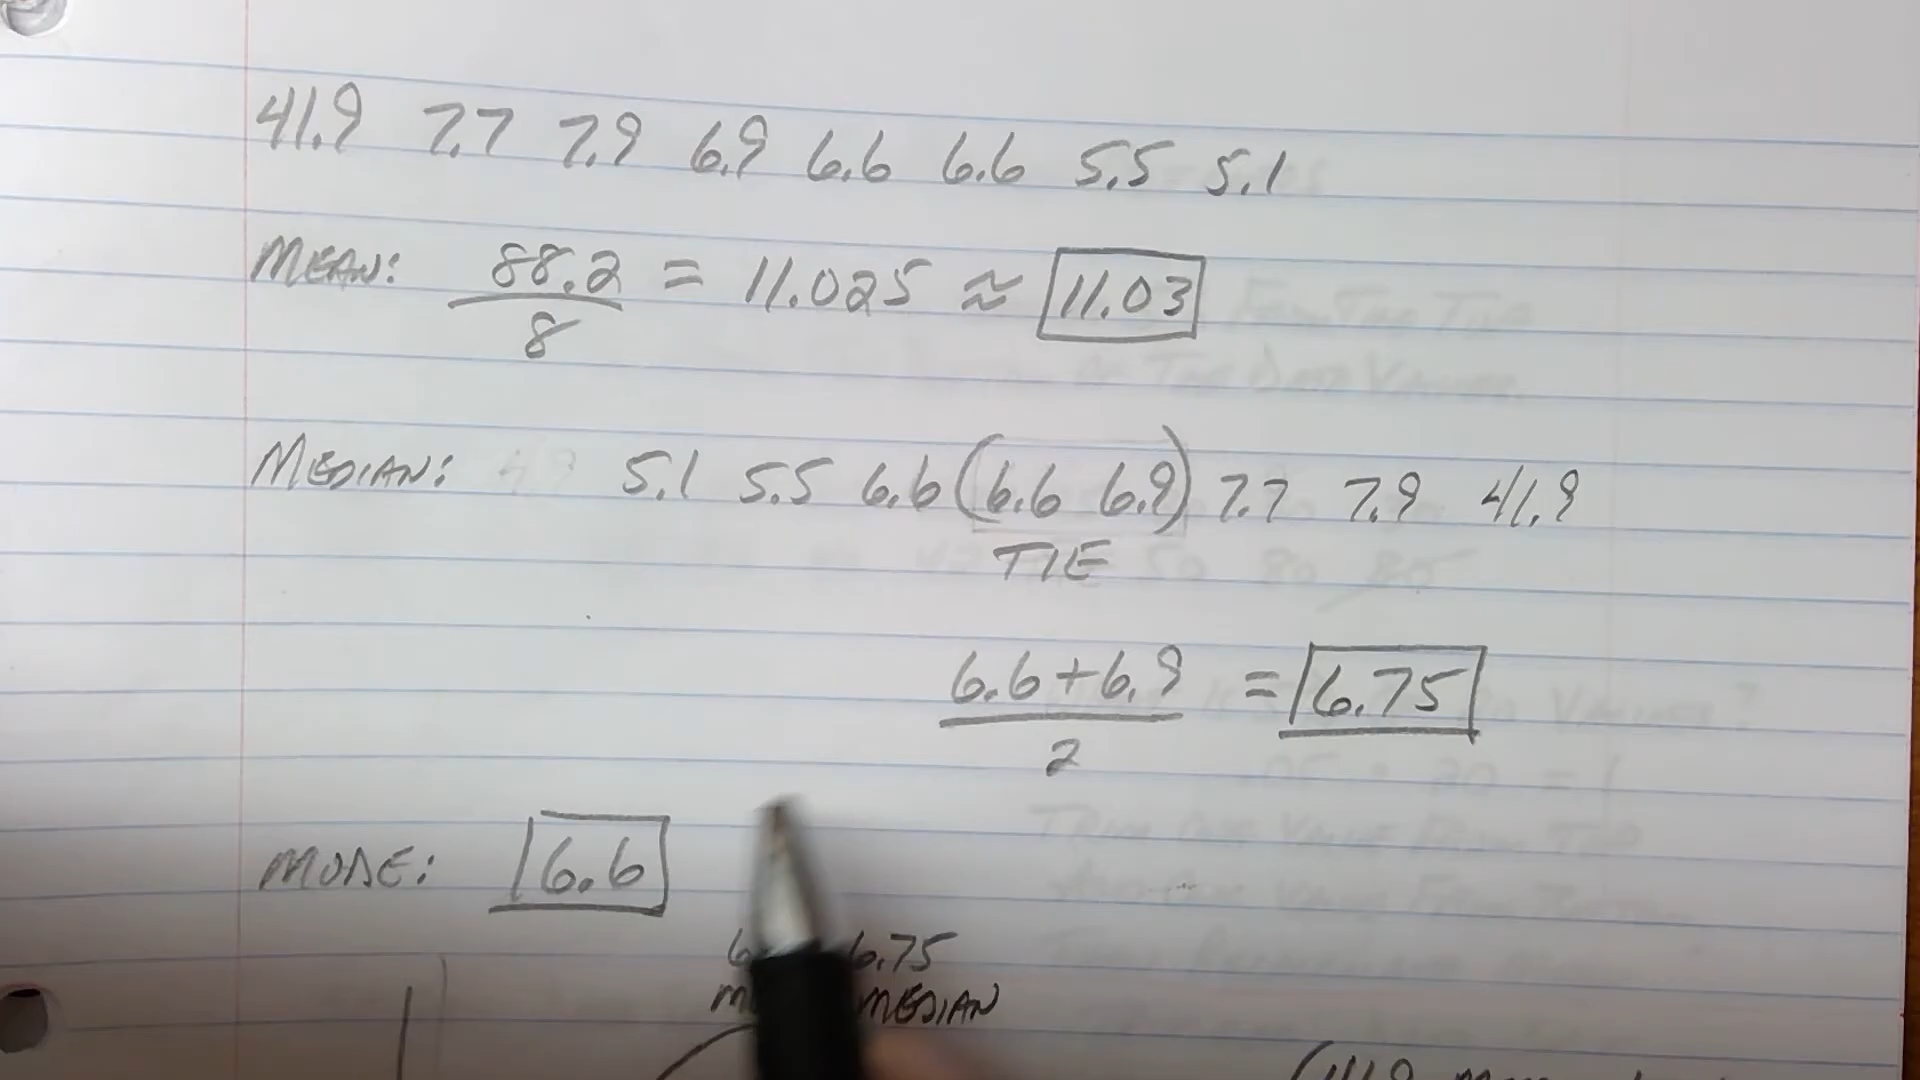 41.9 7.7 7.9 6.9 6.6 6.6 5.5 5.1
MEAN: 88.2 / 8 = 11.025 ≈ 11.03
MEDIAN: 5.1 5.5 6.6 (6.6 6.9) 7.7 7.9 41.9
TIE
6.6+6.9 / 2 = 6.75
MODE: 6.6
6.75
MEDIAN